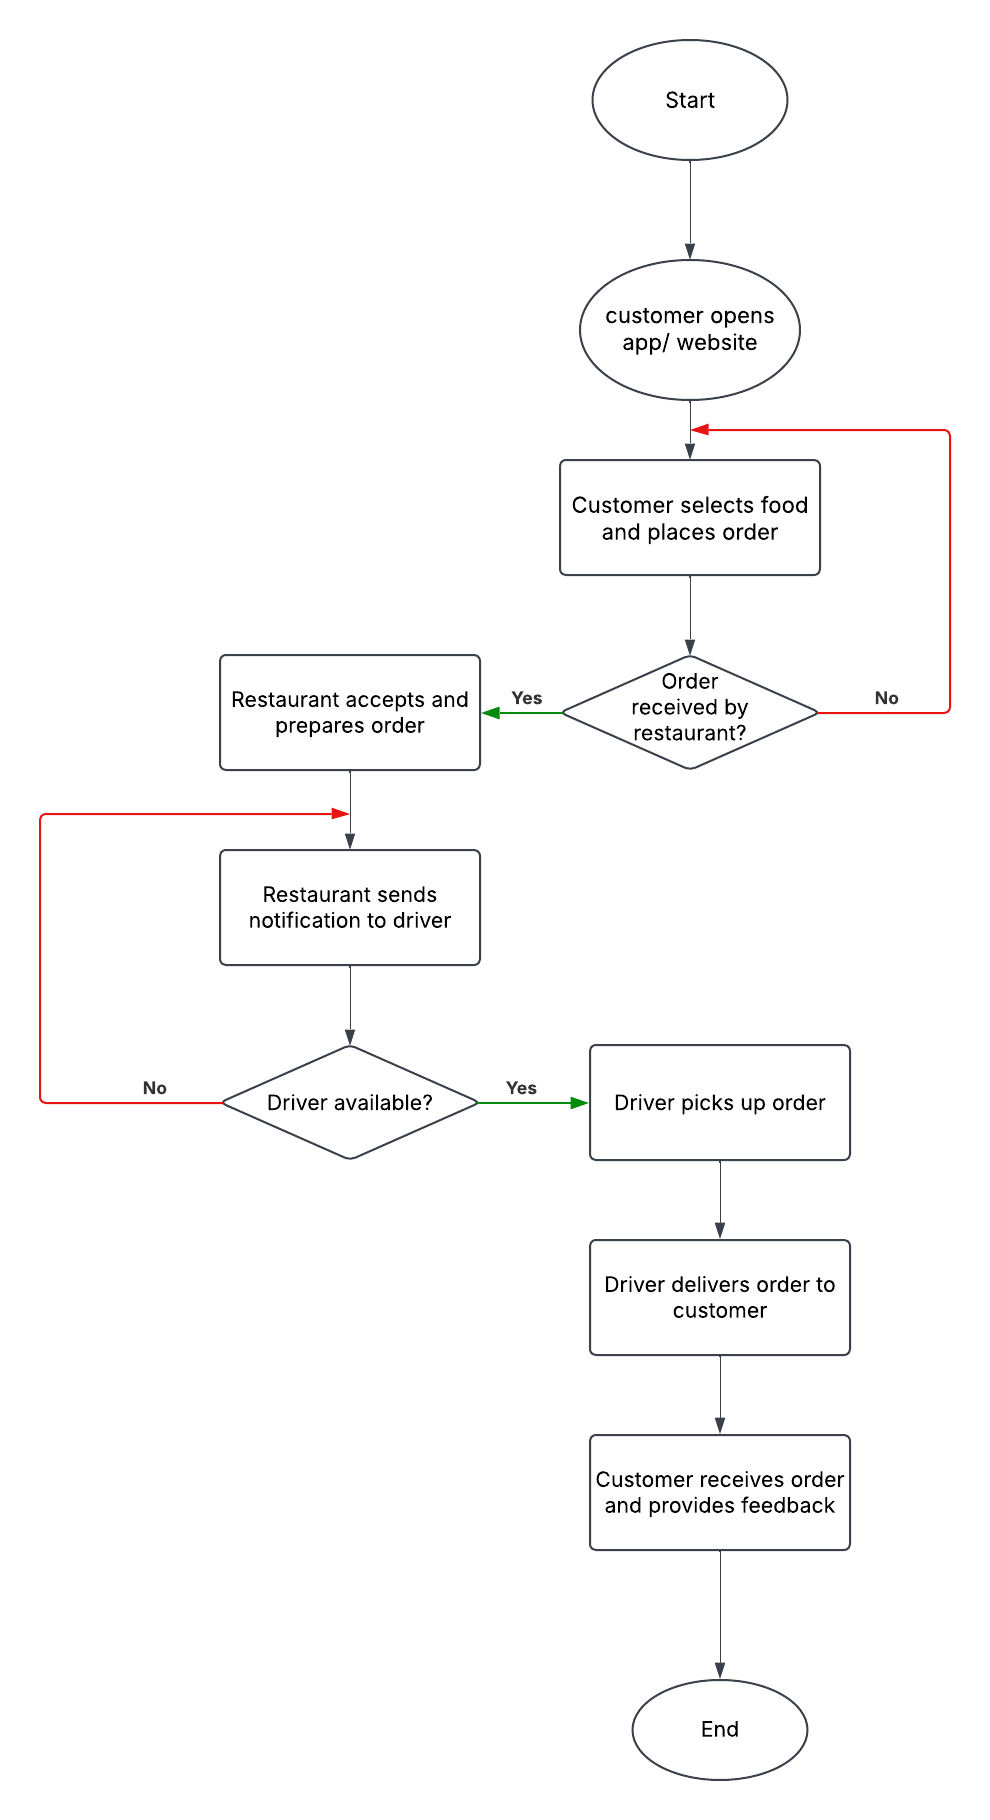 Start
customer opens
app/ website
Customer selects food
and places order
Order
received by
restaurant?
Yes
No
Restaurant accepts and
prepares order
Restaurant sends
notification to driver
Driver available?
No
Yes
Driver picks up order
Driver delivers order to
customer
Customer receives order
and provides feedback
End